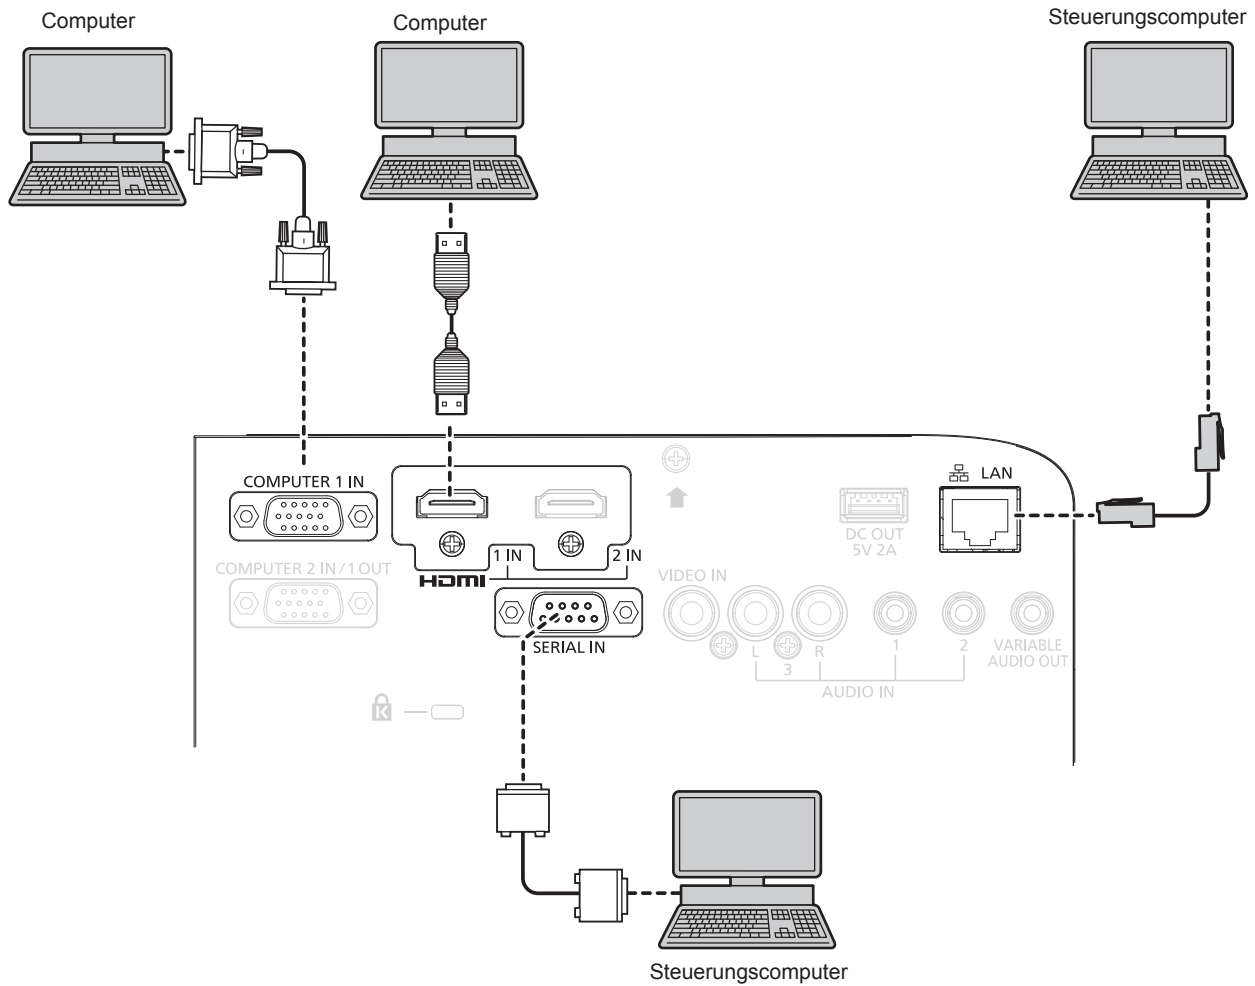 Computer
Computer
Steuerungscomputer
COMPUTER 1 IN
LAN
DC OUT
5V 2A
1 IN
2 IN
HDMI
COMPUTER 2 IN / 1 OUT
VIDEO IN
SERIAL IN
L
R
1
2
VARIABLE
AUDIO OUT
3
AUDIO IN
K
Steuerungscomputer